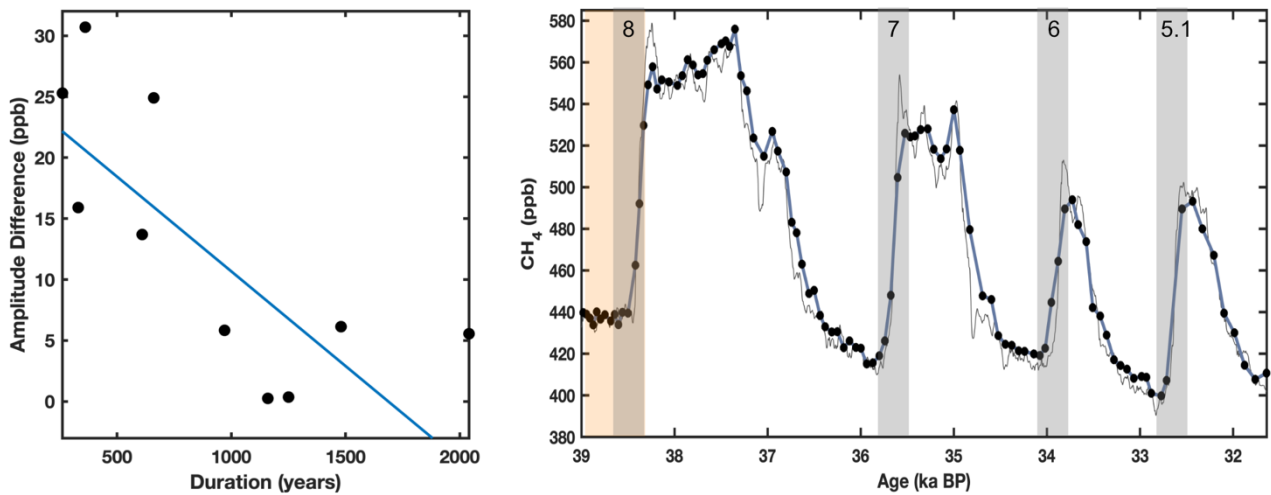 Amplitude Difference (ppb)
30
25
20
15
10
5
0
500 1000 1500 2000
Duration (years)
CH4 (ppb)
580
560
540
520
500
480
460
440
420
400
380
8 7 6 5.1
39 38 37 36 35 34 33 32
Age (ka BP)